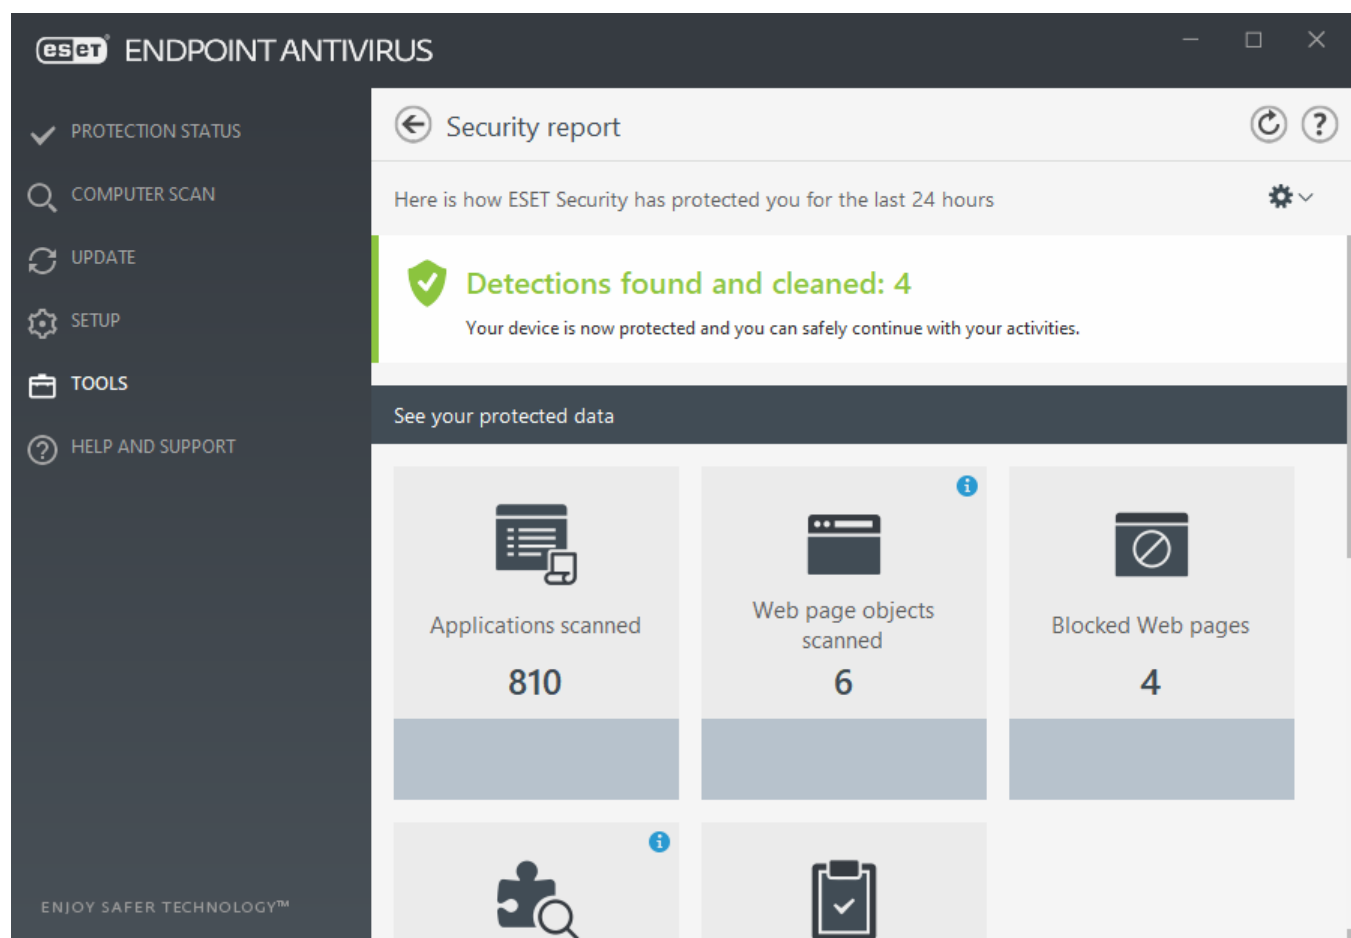 eset ENDPOINT ANTIVIRUS
PROTECTION STATUS
COMPUTER SCAN
UPDATE
SETUP
TOOLS
HELP AND SUPPORT
ENJOY SAFER TECHNOLOGY™
Security report
Here is how ESET Security has protected you for the last 24 hours
Detections found and cleaned: 4
Your device is now protected and you can safely continue with your activities.
See your protected data
Applications scanned
810
Web page objects
scanned
6
Blocked Web pages
4